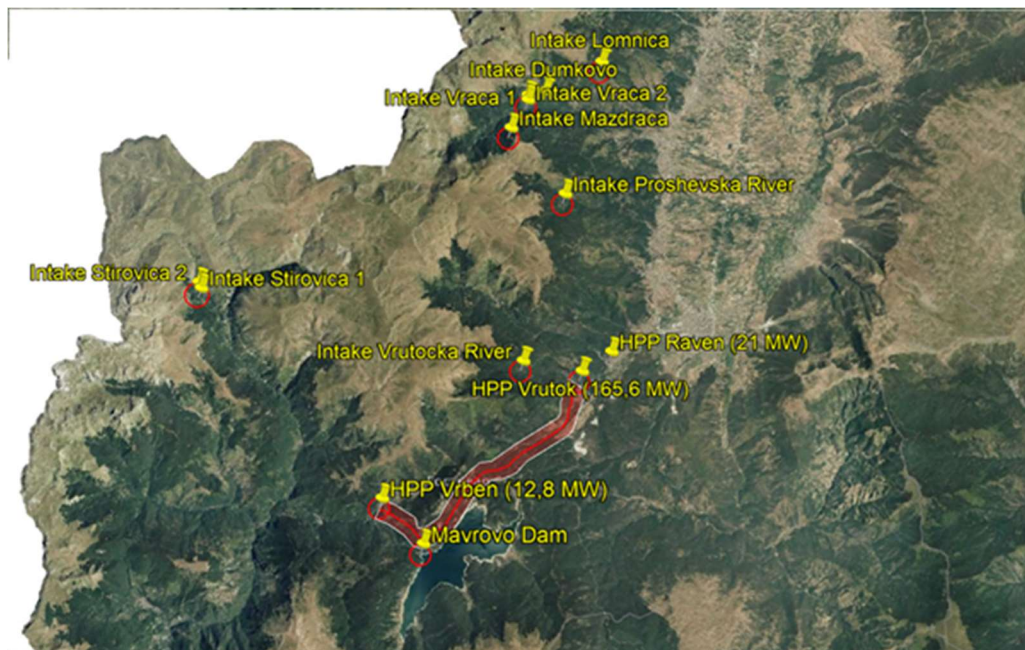 Intake Lomnica
Intake Dumkovo
Intake Vraca 1
Intake Vraca 2
Intake Mazdraca
Intake Proshevska River
Intake Stirovica 2
Intake Stirovica 1
HPP Raven (21 MW)
Intake Vrutocka River
HPP Vrutok (165,6 MW)
HPP Vrben (12,8 MW)
Mavrovo Dam